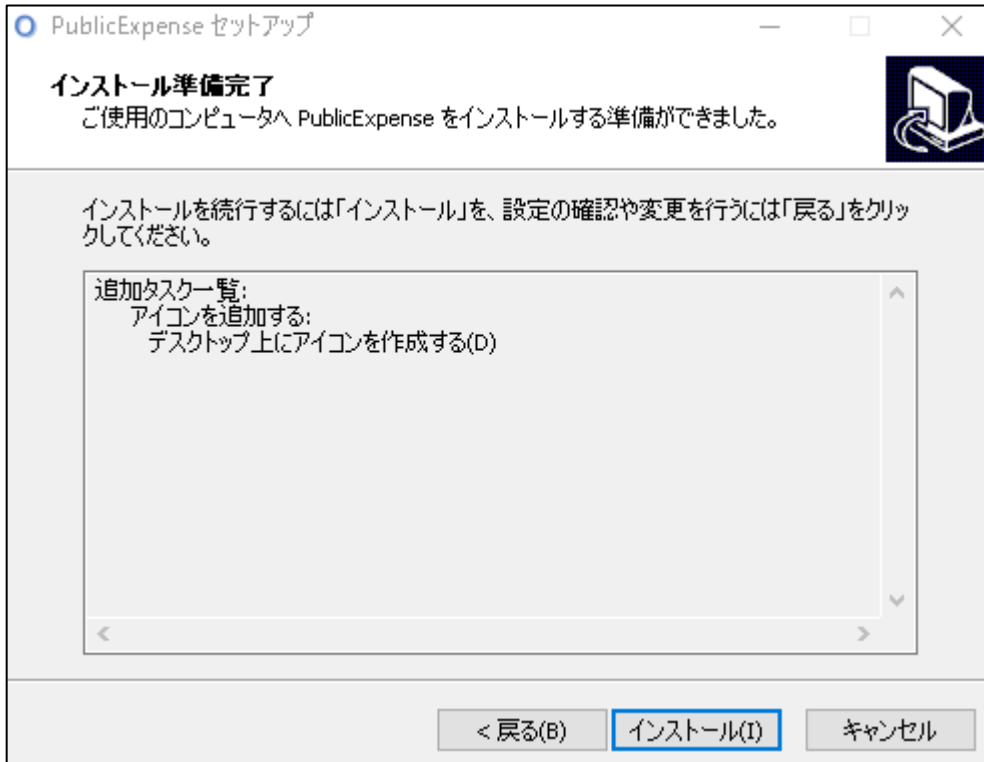 PublicExpense セットアップ
インストール準備完了
ご使用のコンピュータへ PublicExpense をインストールする準備ができました。
インストールを続行するには「インストール」を、設定の確認や変更を行うには「戻る」をクリッ
クしてください。
追加タスク一覧:
アイコンを追加する:
デスクトップ上にアイコンを作成する(D)
< 戻る(B)
インストール(I)
キャンセル